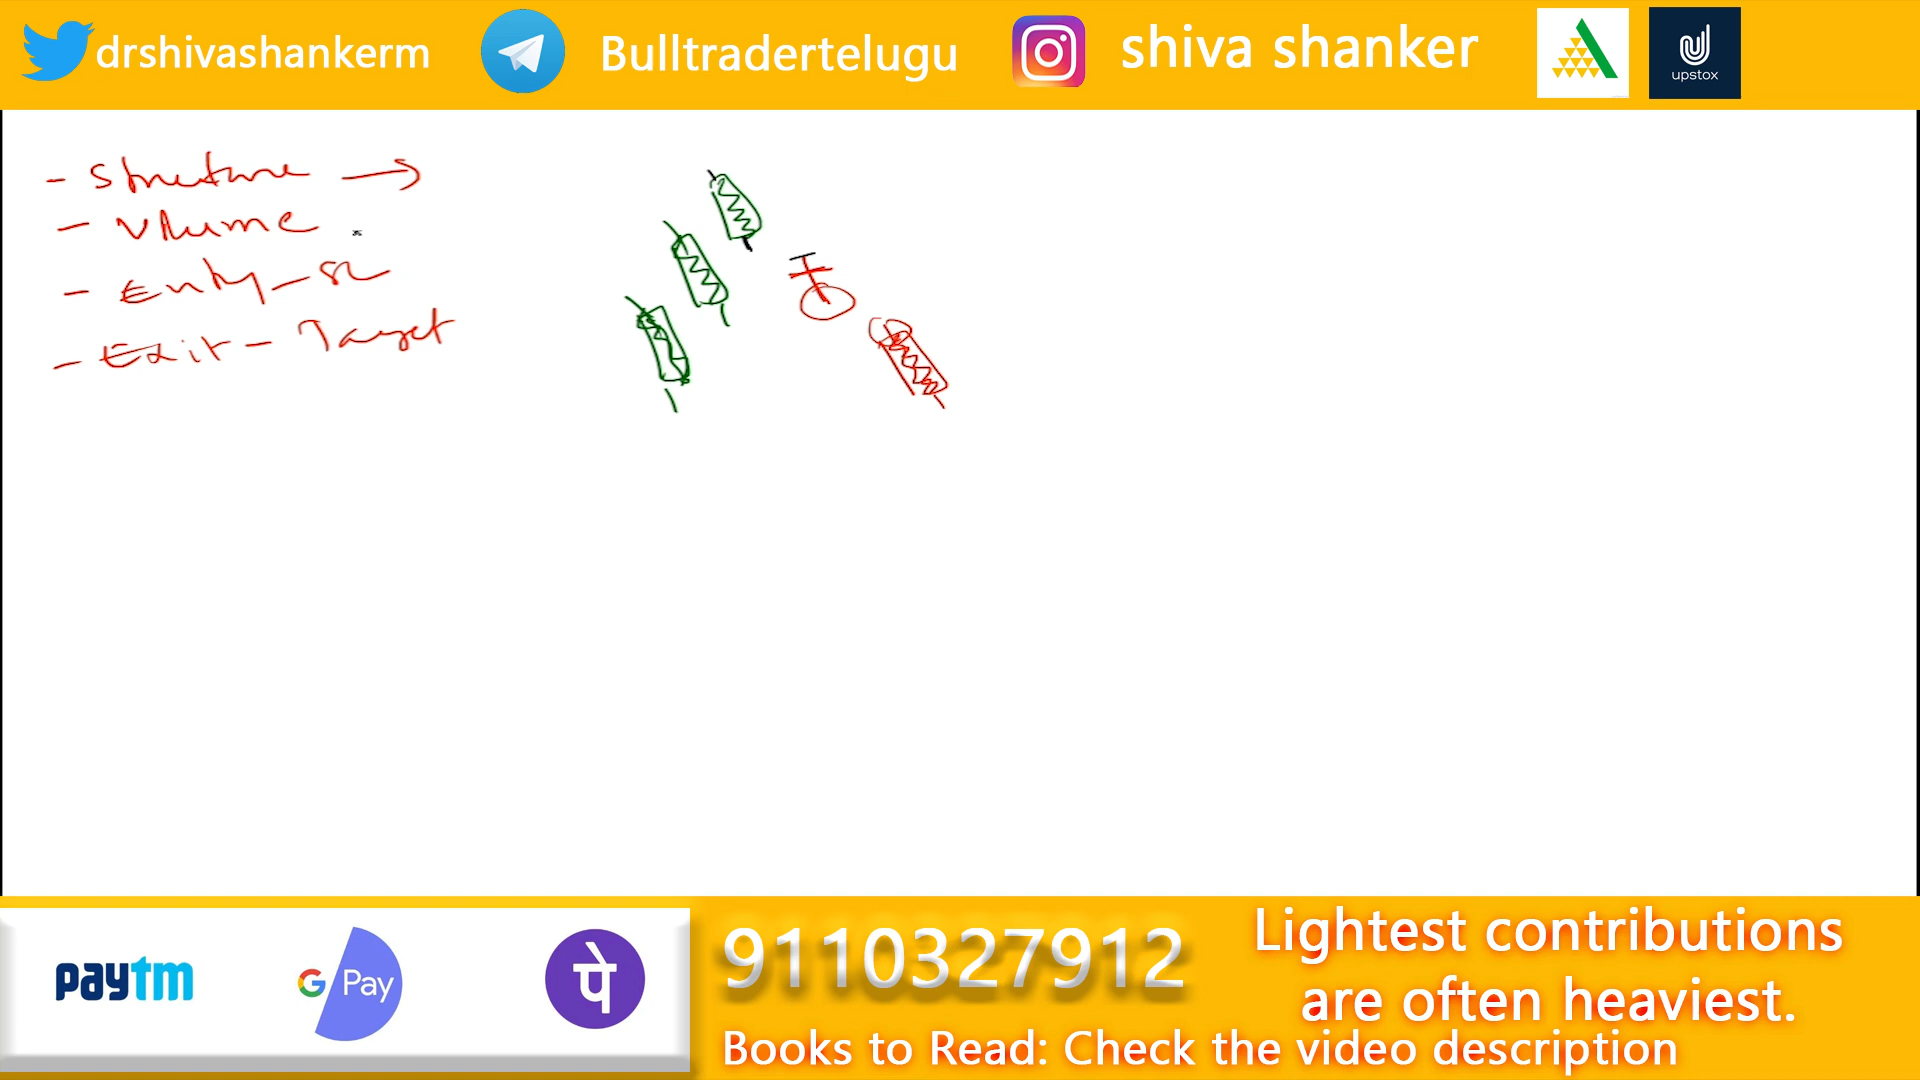 drshivashankerm
Bulltradertelugu
shiva shanker
upstox
- Structure →
- Volume
- Entry - SL
- Exit - Target
paytm
G Pay
पे
9110327912
Lightest contributions
are often heaviest.
Books to Read: Check the video description